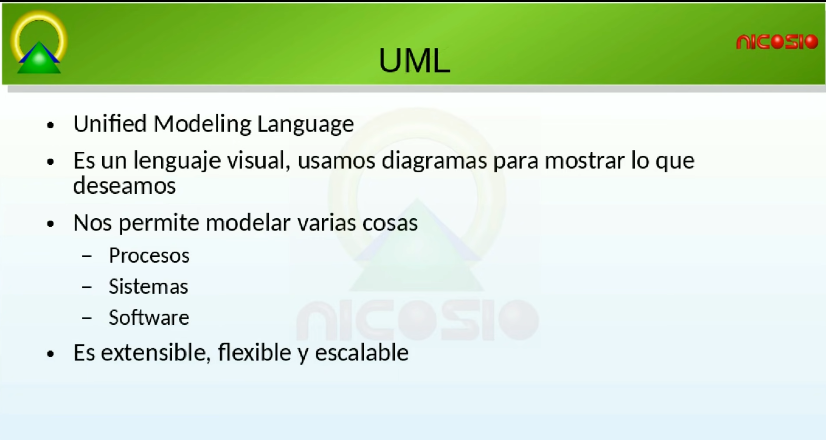 UML
NICOSIO
• Unified Modeling Language
• Es un lenguaje visual, usamos diagramas para mostrar lo que
deseamos
• Nos permite modelar varias cosas
– Procesos
– Sistemas
– Software
• Es extensible, flexible y escalable
NICOSIO